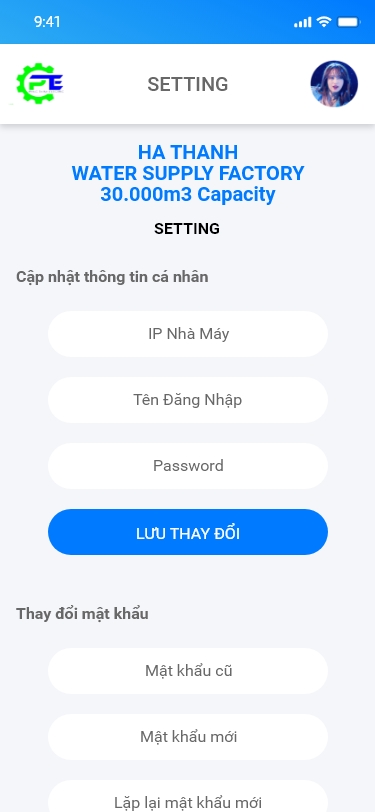 9:41
SETTING
HA THANH
WATER SUPPLY FACTORY
30.000m3 Capacity
SETTING
Cập nhật thông tin cá nhân
IP Nhà Máy
Tên Đăng Nhập
Password
LƯU THAY ĐỔI
Thay đổi mật khẩu
Mật khẩu cũ
Mật khẩu mới
Lặp lại mật khẩu mới